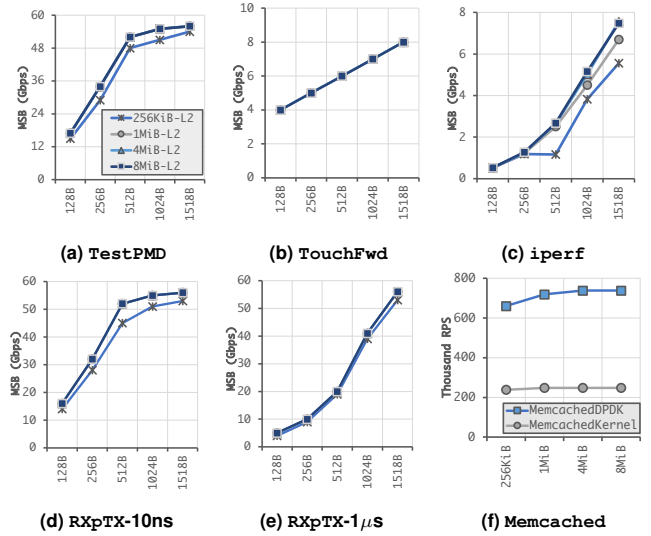 MSB (Gbps)
60
48
36
24
12
0
256KiB-L2
1MiB-L2
4MiB-L2
8MiB-L2
128B
256B
512B
1024B
1518B
(a) TestPMD
MSB (Gbps)
10
8
6
4
2
0
128B
256B
512B
1024B
1518B
(b) TouchFwd
MSB (Gbps)
8
6
4
2
0
128B
256B
512B
1024B
1518B
(c) iperf
MSB (Gbps)
60
50
40
30
20
10
0
128B
256B
512B
1024B
1518B
(d) RXpTX-10ns
MSB (Gbps)
60
50
40
30
20
10
0
128B
256B
512B
1024B
1518B
(e) RXpTX-1μs
Thousand RPS
800
600
400
200
0
MemcachedDPDK
MemcachedKernel
256KiB
1MiB
4MiB
8MiB
(f) Memcached